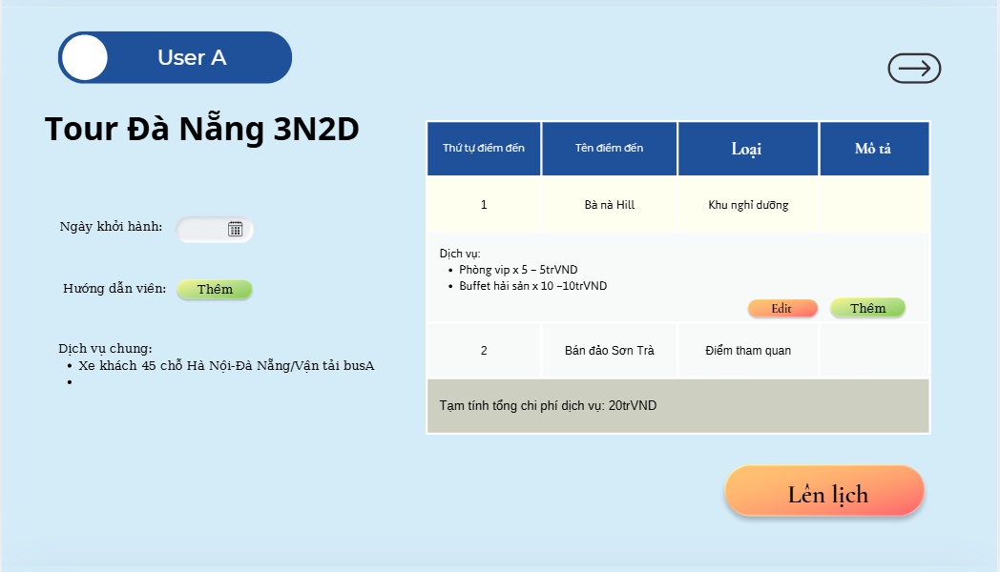 User A
Tour Đà Nẵng 3N2D
Ngày khởi hành:
Hướng dẫn viên: Thêm
Dịch vụ chung:
• Xe khách 45 chỗ Hà Nội-Đà Nẵng/Vận tải busA
•
Thứ tự điểm đến Tên điểm đến Loại Mô tả
1 Bà nà Hill Khu nghỉ dưỡng
Dịch vụ:
• Phòng vip x 5 – 5trVND
• Buffet hải sản x 10 –10trVND
Edit Thêm
2 Bán đảo Sơn Trà Điểm tham quan
Tạm tính tổng chi phí dịch vụ: 20trVND
Lên lịch